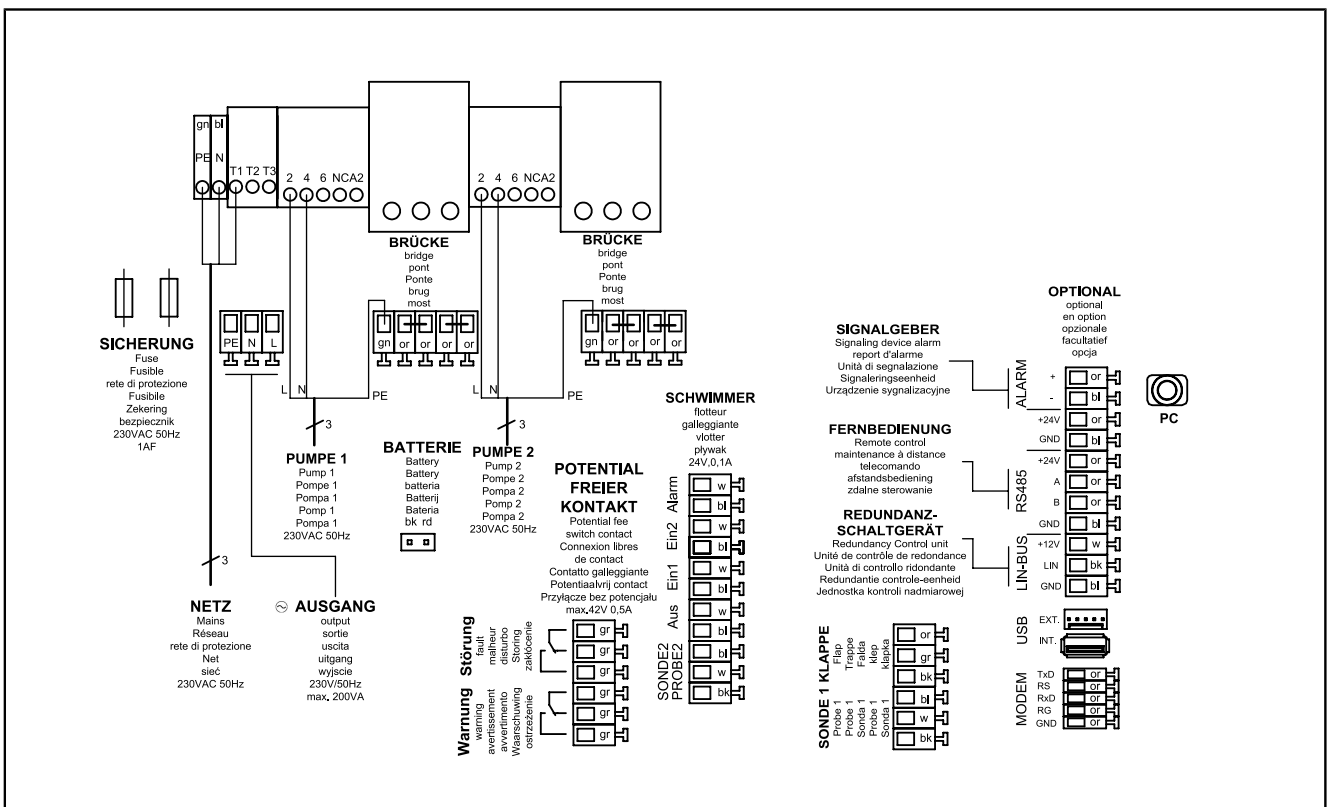 gn bl
PE N
T1 T2 T3
2 4 6 NCA2
2 4 6 NCA2
BRÜCKE
bridge
pont
Ponte
brug
most
BRÜCKE
bridge
pont
Ponte
brug
most
SICHERUNG
Fuse
Fusible
rete di protezione
Fusibile
Zekering
bezpiecznik
230VAC 50Hz
1AF
PE N L
gn or or or or
gn or or or or
L N PE
L N PE
3
3
3
PUMPE 1
Pump 1
Pompe 1
Pompa 1
Pomp 1
Pompa 1
230VAC 50Hz
BATTERIE
Battery
Battery
batteria
Batterij
Bateria
bk rd
PUMPE 2
Pump 2
Pompe 2
Pompa 2
Pomp 2
Pompa 2
230VAC 50Hz
NETZ
Mains
Réseau
rete di protezione
Net
sieć
230VAC 50Hz
AUSGANG
output
sortie
uscita
uitgang
wyjscie
230V/50Hz
max. 200VA
POTENTIAL
FREIER
KONTAKT
Potential fee
switch contact
Connexion libres
de contact
Contatto galleggiante
Potentiaalvrij contact
Przyłącze bez potencjału
max.42V 0,5A
Störung
fault
malheur
disturbo
Storing
zakłócenie
gr
gr
gr
Warnung
warning
avertissement
avvertimento
Waarschuwing
ostrzeżenie
gr
gr
gr
SCHWIMMER
flotteur
galleggiante
vlotter
pływak
24V,0,1A
Alarm
w
bl
Ein2
w
bl
Ein1
w
bl
Aus
w
bl
SONDE2
PROBE2
w
bk
SIGNALGEBER
Signaling device alarm
report d'alarme
Unità di segnalazione
Signaleringseenheid
Urządzenie sygnalizacyjne
FERNBEDIENUNG
Remote control
maintenance à distance
telecomando
afstandsbediening
zdalne sterowanie
REDUNDANZ-
SCHALTGERÄT
Redundancy Control unit
Unité de contrôle de redondance
Unità di controllo ridondante
Redundantie controle-eenheid
Jednostka kontroli nadmiarowej
OPTIONAL
optional
en option
opzionale
facultatief
opcja
ALARM
+ or
- bl
+24V or
GND bl
RS485
+24V or
A or
B or
GND bl
LIN-BUS
+12V w
LIN bk
GND bl
PC
USB
EXT.
INT.
MODEM
TxD or
RS or
RxD or
RG or
GND or
KLAPPE
Flap
Trappe
Falda
klep
klapka
or
gr
bk
SONDE 1
Probe 1
Probe 1
Sonda 1
Probe 1
Sonda 1
bl
w
bk